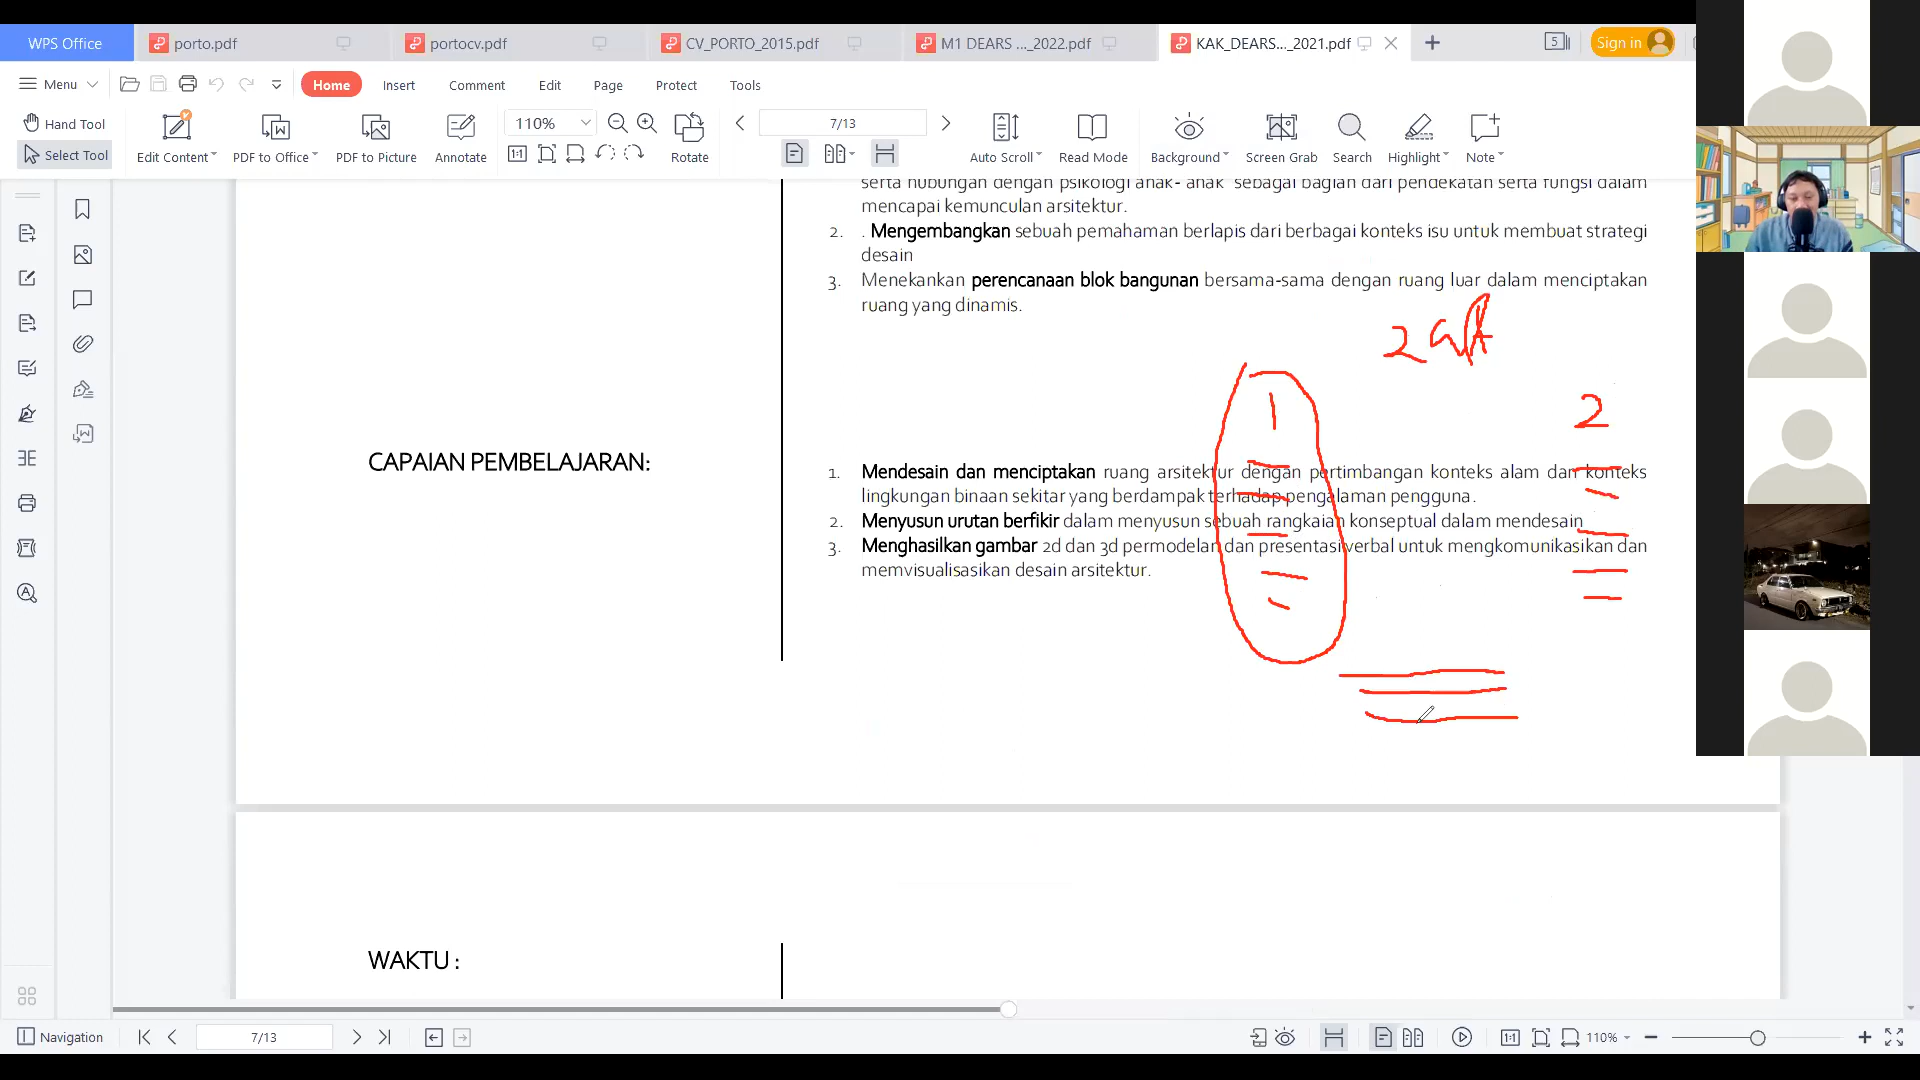 WPS Office
porto.pdf
portocv.pdf
CV_PORTO_2015.pdf
M1 DEARS ..._2022.pdf
KAK_DEARS..._2021.pdf
5
Sign in
Menu
Home
Insert
Comment
Edit
Page
Protect
Tools
Hand Tool
Select Tool
Edit Content
PDF to Office
PDF to Picture
Annotate
110%
Rotate
7/13
Auto Scroll
Read Mode
Background
Screen Grab
Search
Highlight
Note
serta hubungan dengan psikologi anak- anak sebagai bagian dari pendekatan serta fungsi dalam
mencapai kemunculan arsitektur.
2. . Mengembangkan sebuah pemahaman berlapis dari berbagai konteks isu untuk membuat strategi
desain
3. Menekankan perencanaan blok bangunan bersama-sama dengan ruang luar dalam menciptakan
ruang yang dinamis.
2
1
2
CAPAIAN PEMBELAJARAN:
1. Mendesain dan menciptakan ruang arsitektur dengan pertimbangan konteks alam dan konteks
lingkungan binaan sekitar yang berdampak terhadap pengalaman pengguna.
2. Menyusun urutan berfikir dalam menyusun sebuah rangkaian konseptual dalam mendesain
3. Menghasilkan gambar 2d dan 3d permodelan dan presentasi verbal untuk mengkomunikasikan dan
memvisualisasikan desain arsitektur.
WAKTU :
Navigation
7/13
110%